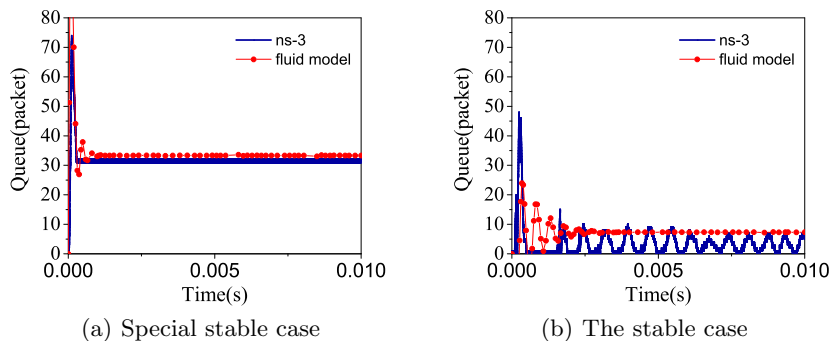 80
70
60
50
40
30
20
10
0
Queue(packet)
ns-3
fluid model
0.000 0.005 0.010
Time(s)
(a) Special stable case
80
70
60
50
40
30
20
10
0
Queue(packet)
ns-3
fluid model
0.000 0.005 0.010
Time(s)
(b) The stable case